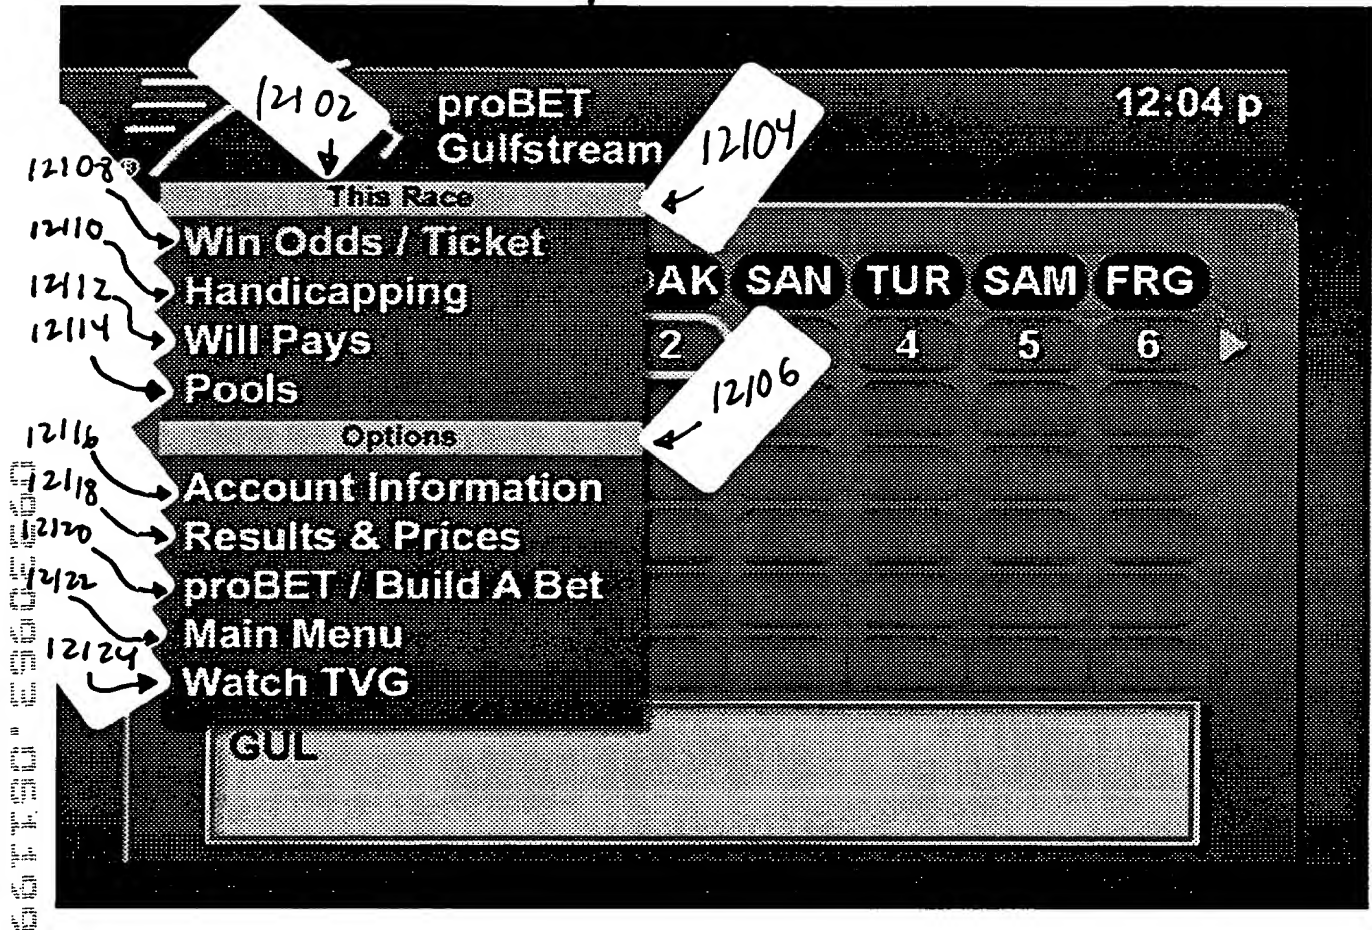 12102
proBET
12:04 p
Gulfstream
12104
12108
This Race
12110
Win Odds / Ticket
12112
Handicapping
AK SAN TUR SAM FRG
12114
Will Pays
2 4 5 6
Pools
12106
Options
12116
Account Information
12118
Results & Prices
12120
proBET / Build A Bet
12122
Main Menu
12124
Watch TVG
GUL